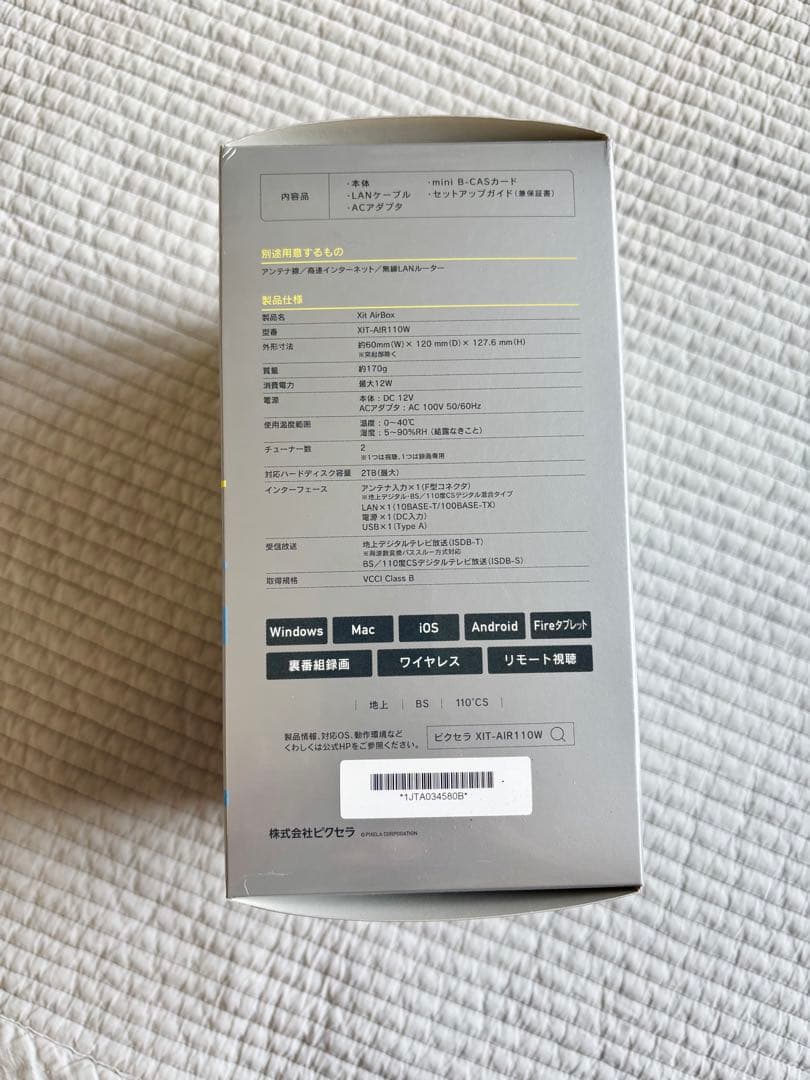 内容品
・本体 ・mini B-CASカード
・LANケーブル ・セットアップガイド(兼保証書)
・ACアダプタ
別途用意するもの
アンテナ線/高速インターネット/無線LANルーター
製品仕様
製品名 Xit AirBox
型番 XIT-AIR110W
外形寸法 約60mm(W)× 120 mm(D)× 127.6 mm(H)
※突起部除く
質量 約170g
消費電力 最大12W
電源 本体:DC 12V
ACアダプタ:AC 100V 50/60Hz
使用温度範囲 温度:0~40℃
湿度:5~90%RH(結露なきこと)
チューナー数 2
※1つは視聴、1つは録画専用
対応ハードディスク容量 2TB(最大)
インターフェース アンテナ入力×1(F型コネクタ)
※地上デジタル・BS/110度CSデジタル混合タイプ
LAN×1(10BASE-T/100BASE-TX)
電源×1(DC入力)
USB×1(Type A)
受信放送 地上デジタルテレビ放送(ISDB-T)
※周波数変換パススルー方式対応
BS/110度CSデジタルテレビ放送(ISDB-S)
取得規格 VCCI Class B
Windows Mac iOS Android Fireタブレット
裏番組録画 ワイヤレス リモート視聴
| 地上 | BS | 110°CS |
製品情報、対応OS、動作環境など
くわしくは公式HPをご参照ください。 ピクセラ XIT-AIR110W
*1JTA034580B*
株式会社ピクセラ © PIXELA CORPORATION